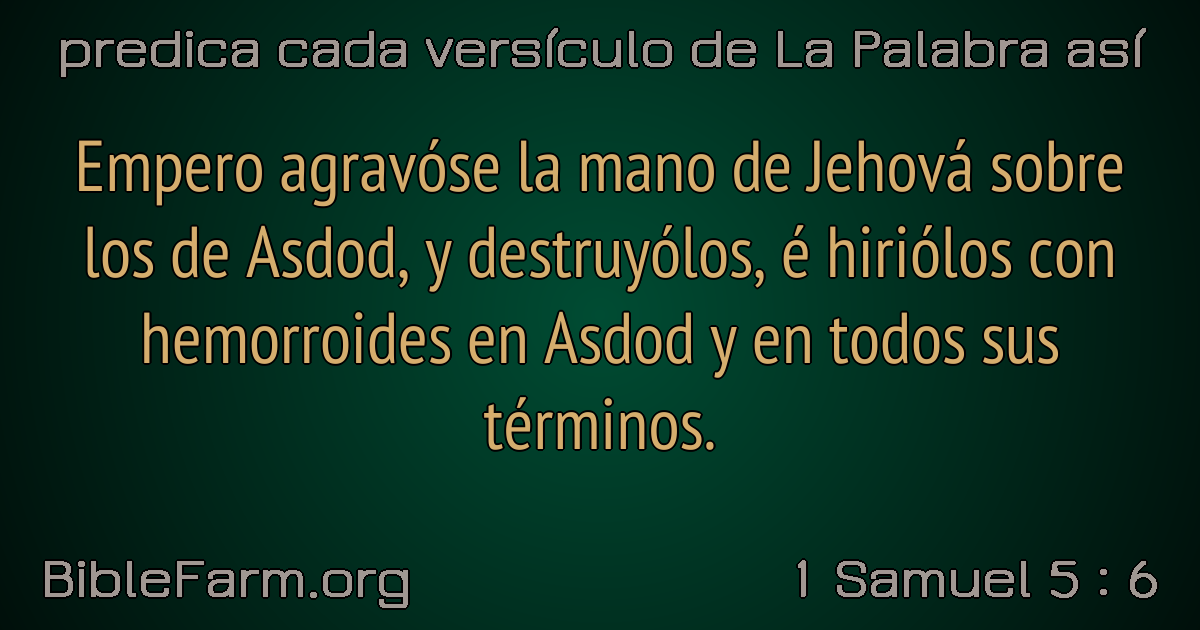 predica cada versículo de La Palabra así
Empero agravóse la mano de Jehová sobre
los de Asdod, y destruyólos, é hiriólos con
hemorroides en Asdod y en todos sus
términos.
BibleFarm.org
1 Samuel 5 : 6